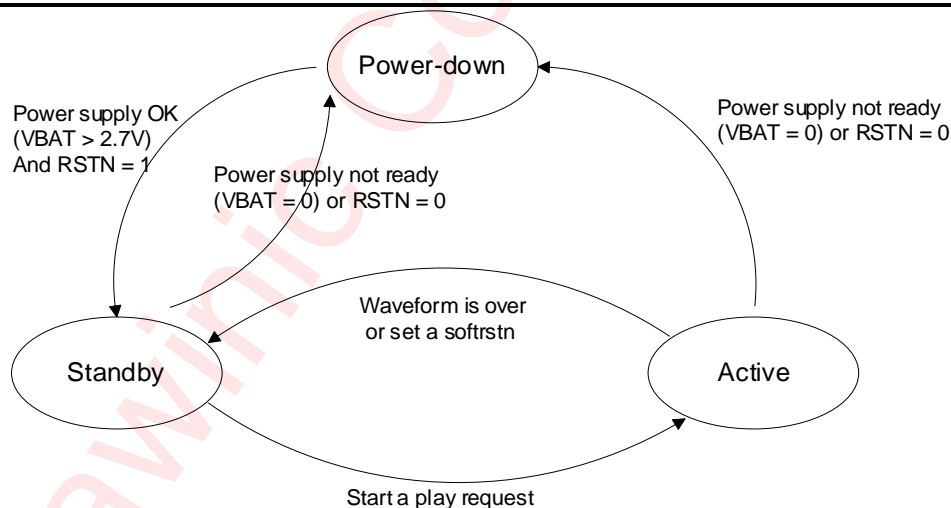 Power-down
Power supply OK
(VBAT > 2.7V)
And RSTN = 1
Power supply not ready
(VBAT = 0) or RSTN = 0
Power supply not ready
(VBAT = 0) or RSTN = 0
Waveform is over
or set a softrstn
Standby
Active
Start a play request
awinic Co